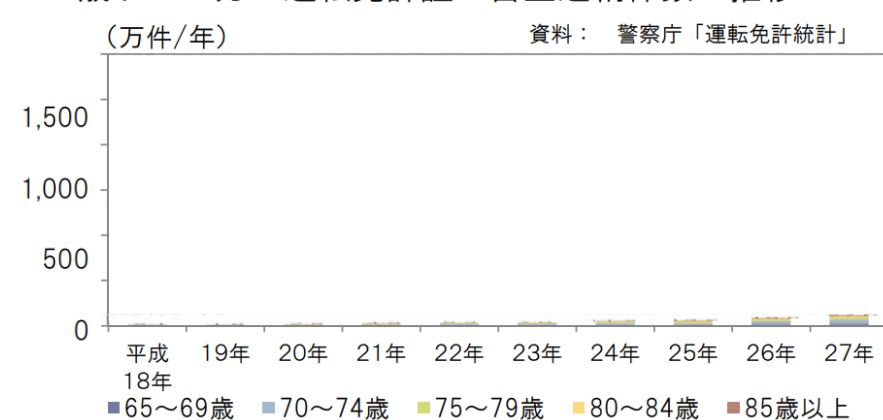 (万件/年)
資料： 警察庁「運転免許統計」
1,500
1,000
500
0
平成 19年 20年 21年 22年 23年 24年 25年 26年 27年
18年
■65～69歳 ■70～74歳 ■75～79歳 ■80～84歳 ■85歳以上